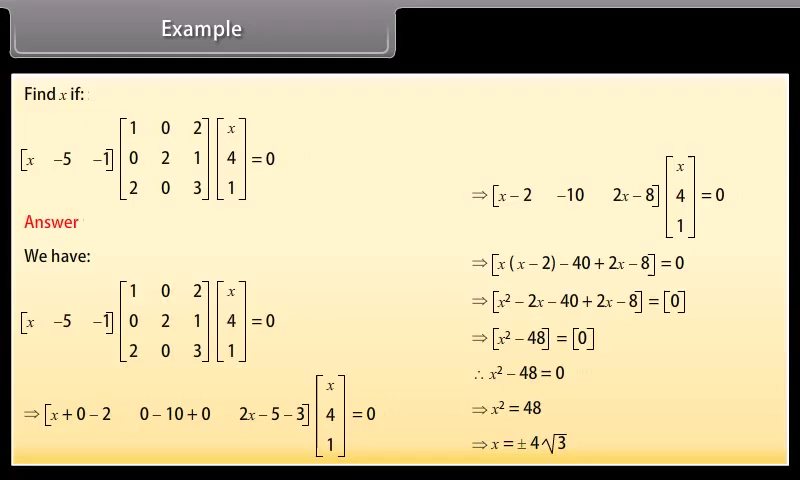 Example
Find x if:
[x −5 −1] [1 0 2; 0 2 1; 2 0 3] [x; 4; 1] = 0
Answer
We have:
[x −5 −1] [1 0 2; 0 2 1; 2 0 3] [x; 4; 1] = 0
⇒ [x + 0 − 2 0 − 10 + 0 2x − 5 − 3] [x; 4; 1] = 0
⇒ [x − 2 −10 2x − 8] [x; 4; 1] = 0
⇒ [x (x − 2) − 40 + 2x − 8] = 0
⇒ [x² − 2x − 40 + 2x − 8] = [0]
⇒ [x² − 48] = [0]
∴ x² − 48 = 0
⇒ x² = 48
⇒ x = ± 4√3